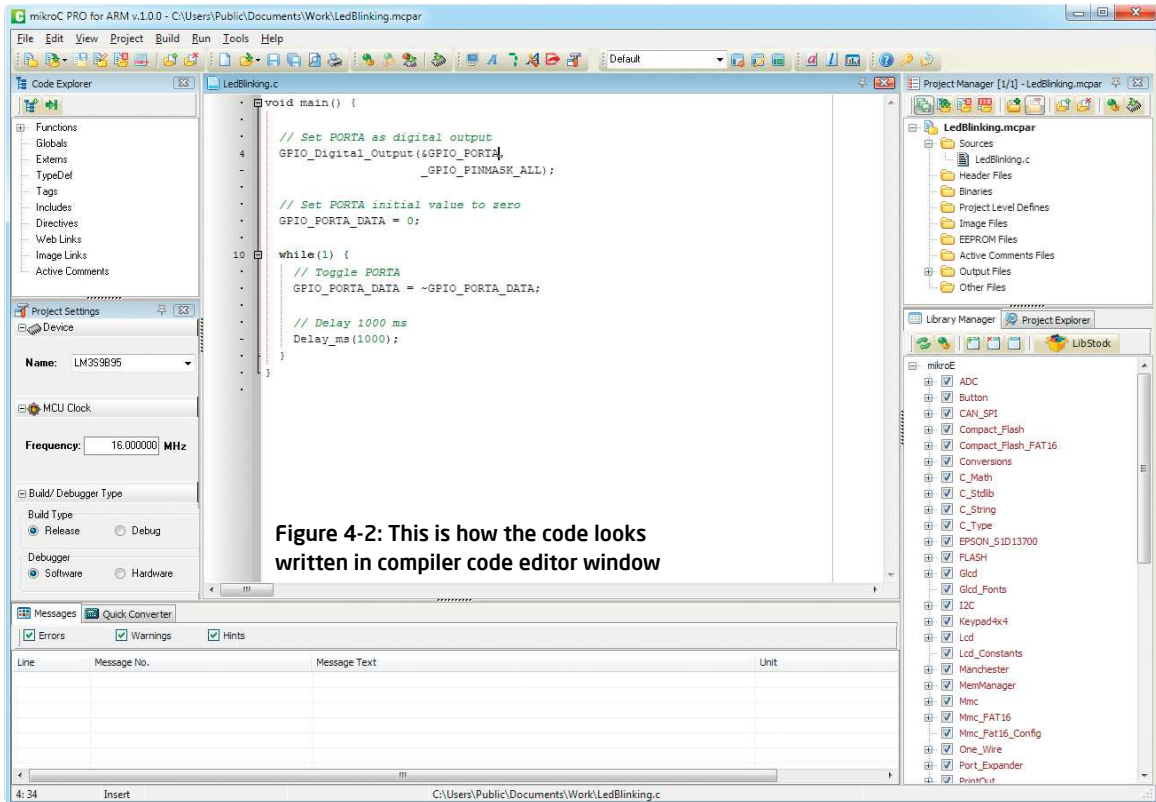 mikroC PRO for ARM v.1.0.0 - C:\Users\Public\Documents\Work\LedBlinking.mcpar
File Edit View Project Build Run Tools Help
Default
Code Explorer
Functions
Globals
Externs
TypeDef
Tags
Includes
Directives
Web Links
Image Links
Active Comments
Project Settings
Device
Name: LM3S9B95
MCU Clock
Frequency: 16.000000 MHz
Build/ Debugger Type
Build Type
Release Debug
Debugger
Software Hardware
LedBlinking.c
void main() {
// Set PORTA as digital output
4 GPIO_Digital_Output(&GPIO_PORTA,
_GPIO_PINMASK_ALL);
// Set PORTA initial value to zero
GPIO_PORTA_DATA = 0;
10 while(1) {
// Toggle PORTA
GPIO_PORTA_DATA = ~GPIO_PORTA_DATA;
// Delay 1000 ms
Delay_ms(1000);
}
}
Figure 4-2: This is how the code looks
written in compiler code editor window
Project Manager [1/1] - LedBlinking.mcpar
LedBlinking.mcpar
Sources
LedBlinking.c
Header Files
Binaries
Project Level Defines
Image Files
EEPROM Files
Active Comments Files
Output Files
Other Files
Library Manager Project Explorer
LibStock
mikroE
ADC
Button
CAN_SPI
Compact_Flash
Compact_Flash_FAT16
Conversions
C_Math
C_Stdlib
C_String
C_Type
EPSON_S1D13700
FLASH
Glcd
Glcd_Fonts
I2C
Keypad4x4
Lcd
Lcd_Constants
Manchester
MemManager
Mmc
Mmc_FAT16
Mmc_Fat16_Config
One_Wire
Port_Expander
PrintOut
Messages Quick Converter
Errors Warnings Hints
Line Message No. Message Text Unit
4: 34 Insert C:\Users\Public\Documents\Work\LedBlinking.c